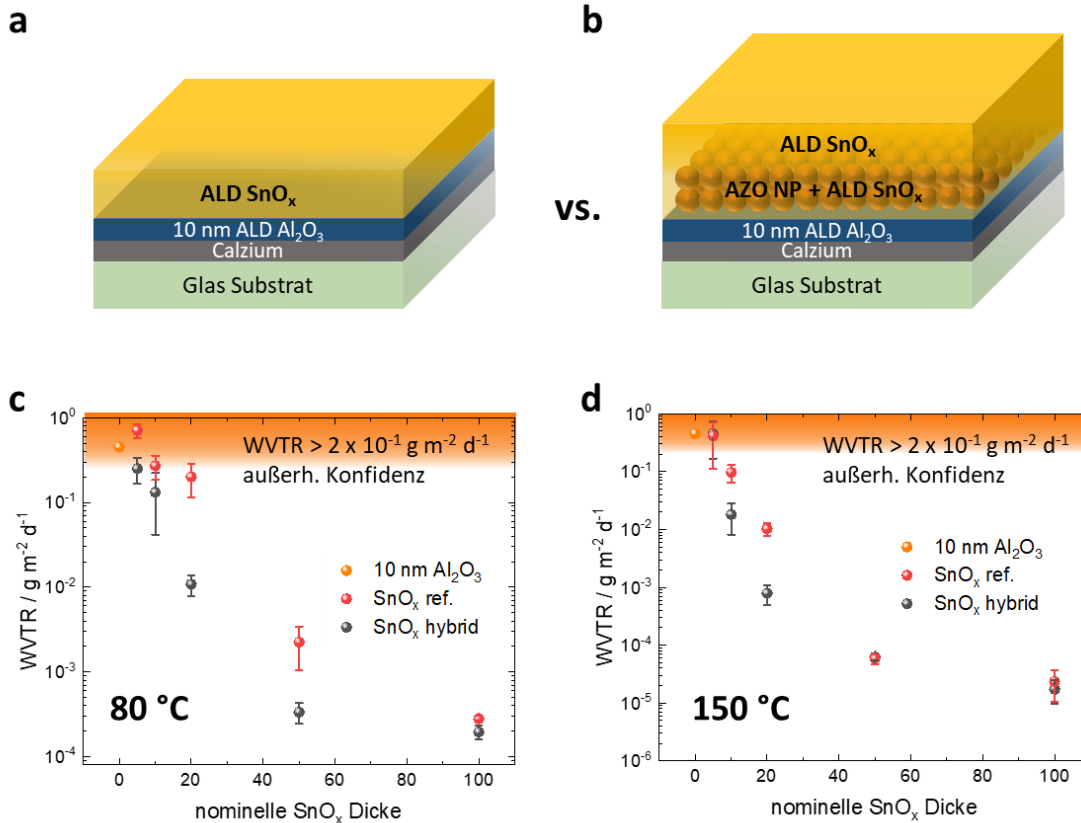 a
ALD SnOₓ
10 nm ALD Al₂O₃
Calzium
Glas Substrat
vs.
b
ALD SnOₓ
AZO NP + ALD SnOₓ
10 nm ALD Al₂O₃
Calzium
Glas Substrat
c
WVTR / g m⁻² d⁻¹
10⁰
10⁻¹
10⁻²
10⁻³
10⁻⁴
WVTR > 2 x 10⁻¹ g m⁻² d⁻¹
außerh. Konfidenz
10 nm Al₂O₃
SnOₓ ref.
SnOₓ hybrid
80 °C
0 20 40 60 80 100
nominelle SnOₓ Dicke
d
WVTR / g m⁻² d⁻¹
10⁰
10⁻¹
10⁻²
10⁻³
10⁻⁴
10⁻⁵
10⁻⁶
WVTR > 2 x 10⁻¹ g m⁻² d⁻¹
außerh. Konfidenz
10 nm Al₂O₃
SnOₓ ref.
SnOₓ hybrid
150 °C
0 20 40 60 80 100
nominelle SnOₓ Dicke